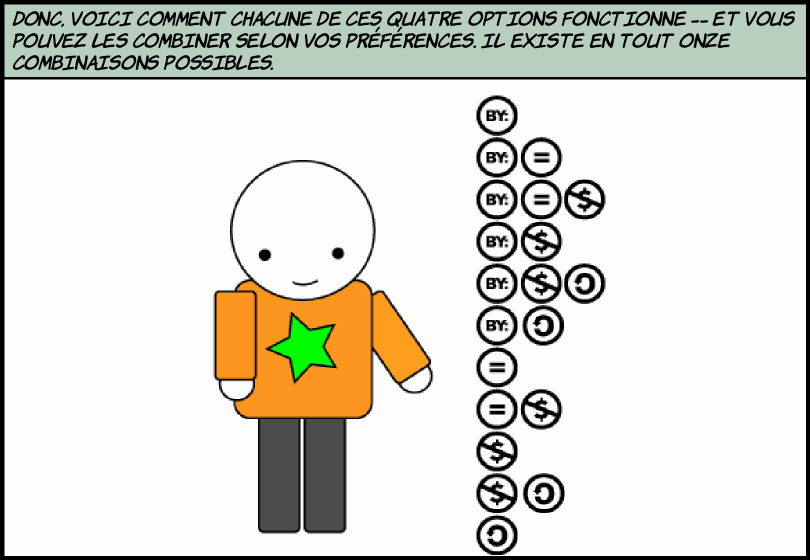 DONC, VOICI COMMENT CHACUNE DE CES QUATRE OPTIONS FONCTIONNE -- ET VOUS
POUVEZ LES COMBINER SELON VOS PRÉFÉRENCES. IL EXISTE EN TOUT ONZE
COMBINAISONS POSSIBLES.
BY:
BY: =
BY: = $
BY: $
BY: $
BY:
=
= $
$
$